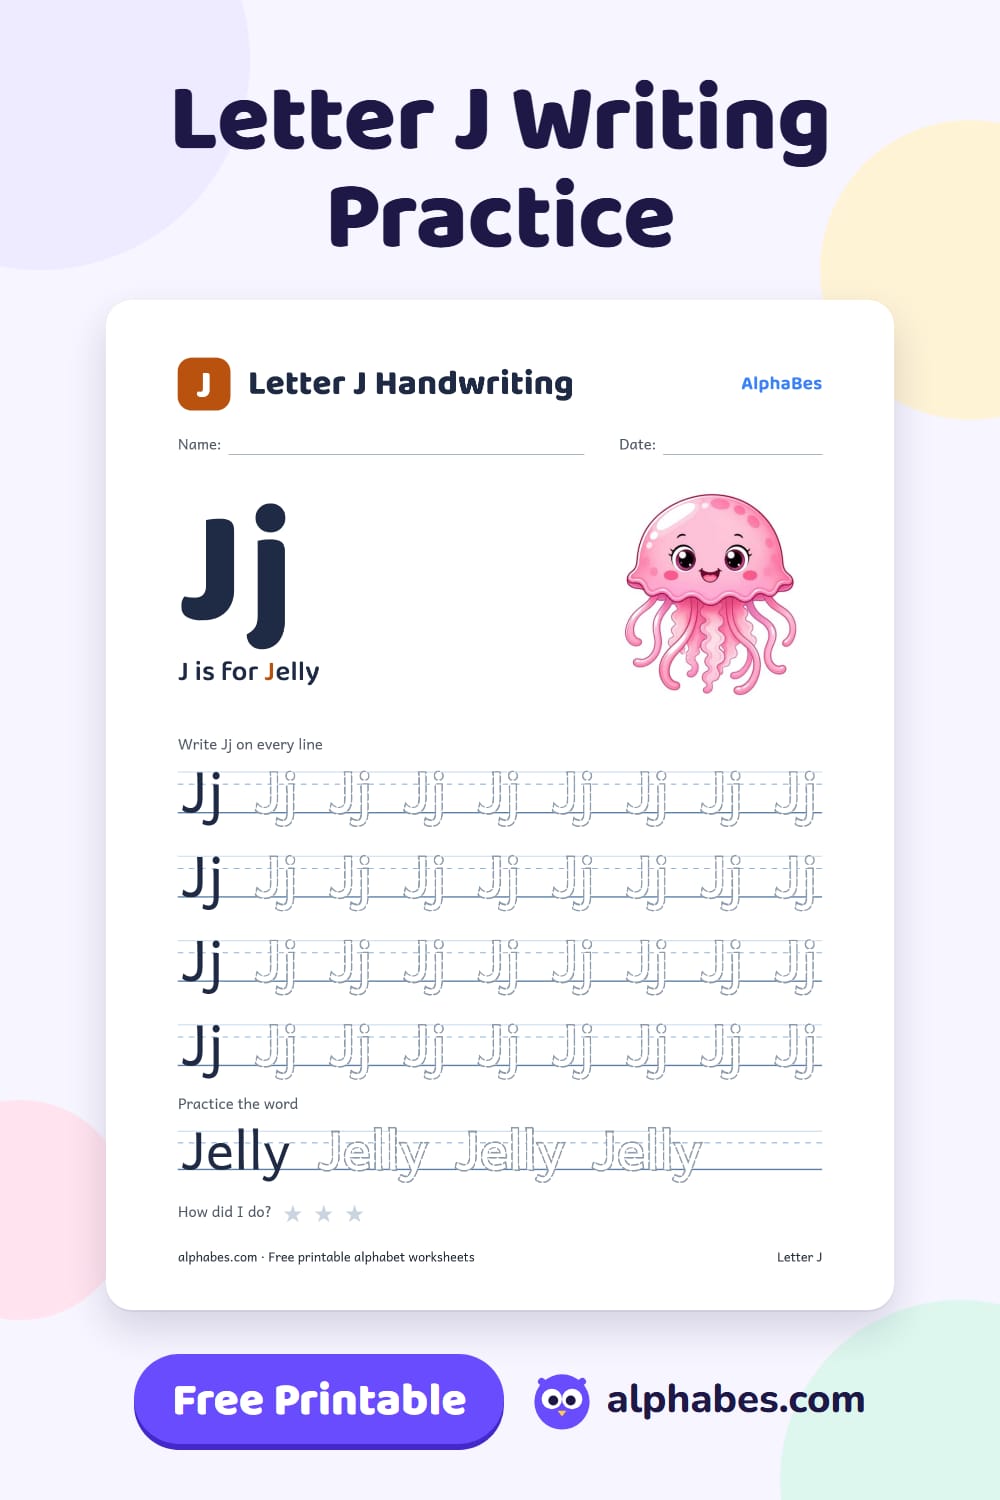 Letter J Writing
Practice
J Letter J Handwriting AlphaBes
Name: Date:
Jj
J is for Jelly
Write Jj on every line
Jj Jj Jj Jj Jj Jj Jj Jj Jj
Jj Jj Jj Jj Jj Jj Jj Jj Jj
Jj Jj Jj Jj Jj Jj Jj Jj Jj
Jj Jj Jj Jj Jj Jj Jj Jj Jj
Practice the word
Jelly Jelly Jelly Jelly
How did I do? ★ ★ ★
alphabes.com · Free printable alphabet worksheets Letter J
Free Printable alphabes.com